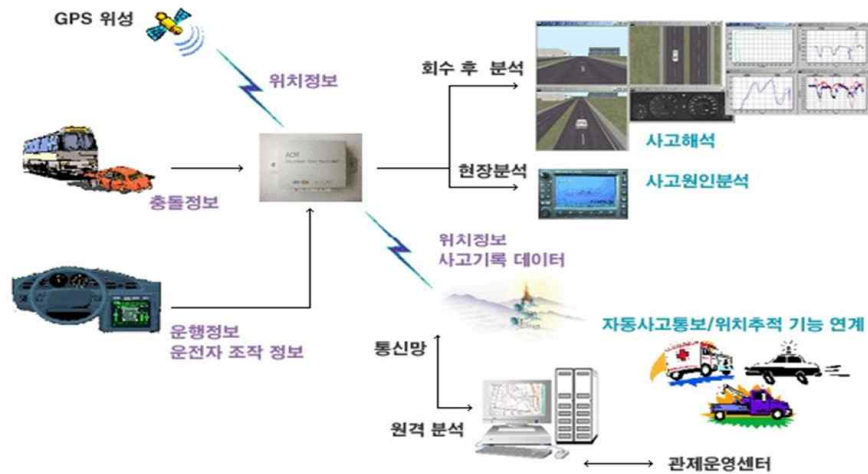 GPS 위성
위치정보
회수 후 분석
사고해석
충돌정보
ACR
현장분석
사고원인분석
위치정보
사고기록 데이터
운행정보
운전자 조작 정보
자동사고통보/위치추적 기능 연계
통신망
원격 분석
관제운영센터